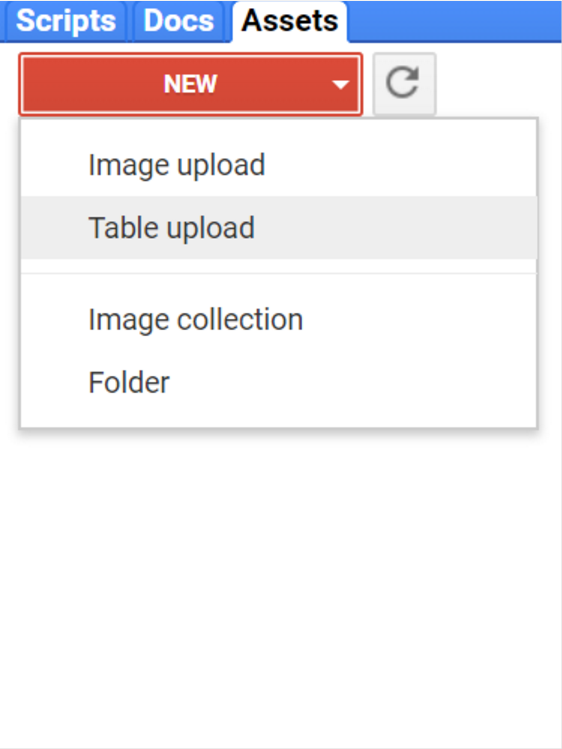 Scripts Docs Assets
NEW
Image upload
Table upload
Image collection
Folder